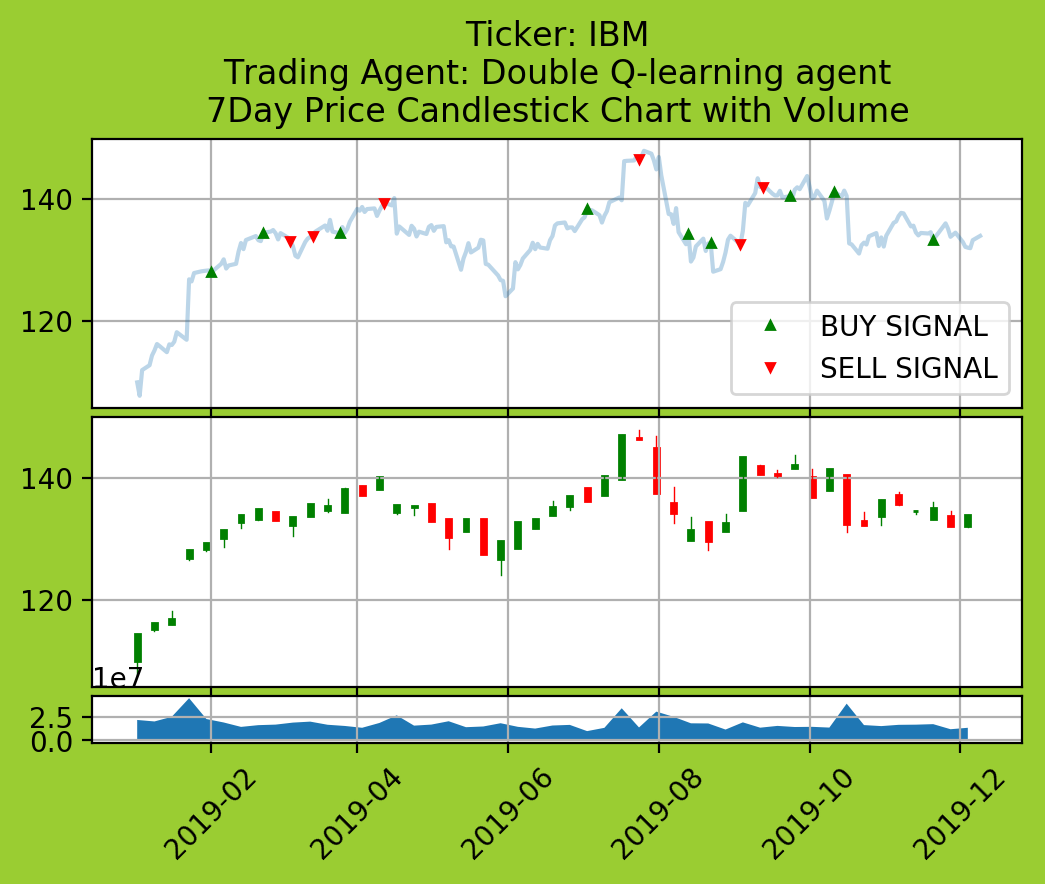 Ticker: IBM
Trading Agent: Double Q-learning agent
7Day Price Candlestick Chart with Volume
140
120
BUY SIGNAL
SELL SIGNAL
140
120
1e7
2.5
0.0
2019-02
2019-04
2019-06
2019-08
2019-10
2019-12